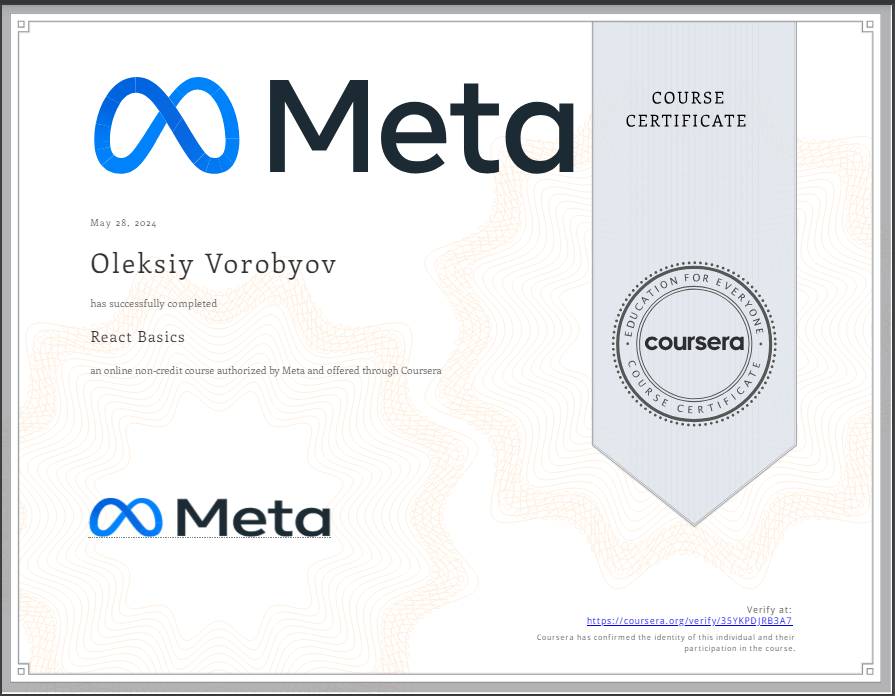 Meta
COURSE
CERTIFICATE
May 28, 2024
Oleksiy Vorobyov
has successfully completed
React Basics
an online non-credit course authorized by Meta and offered through Coursera
EDUCATION FOR EVERYONE
coursera
COURSE CERTIFICATE
Meta
Verify at:
https://coursera.org/verify/35YKPDJRB3A7
Coursera has confirmed the identity of this individual and their
participation in the course.